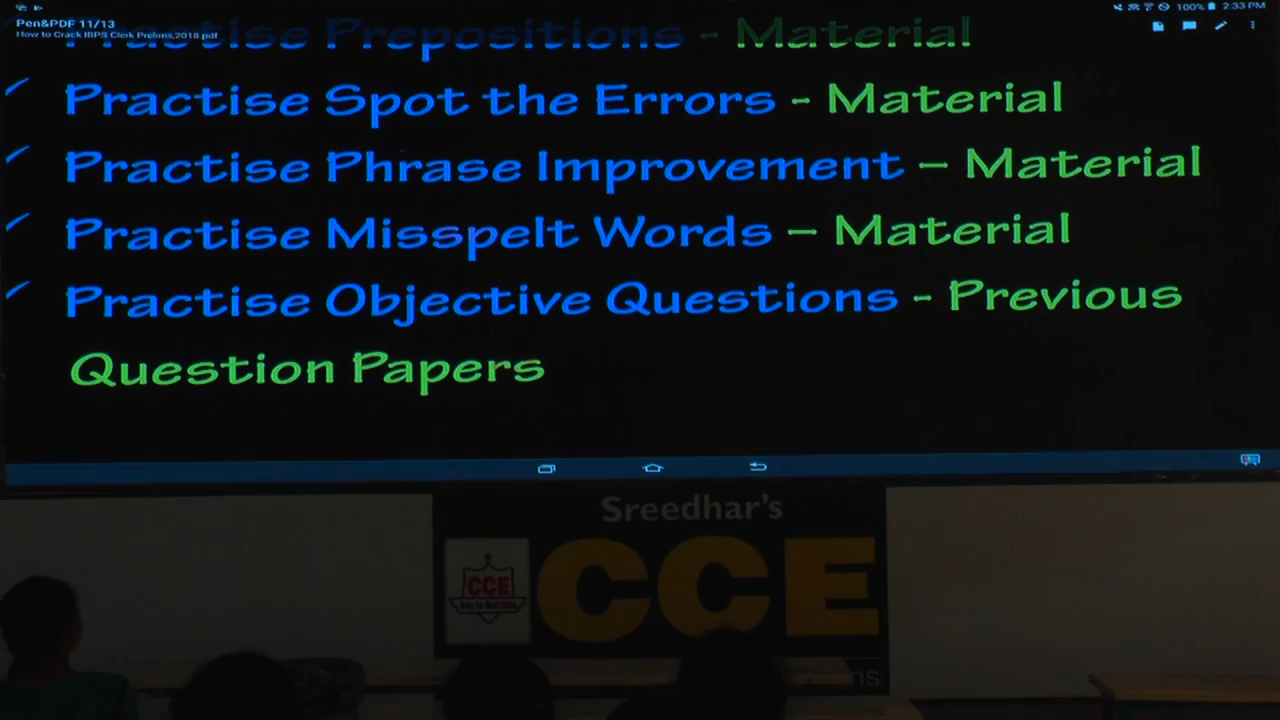 Pen&PDF 11/13
How to Crack IBPS Clerk Prelims,2018.pdf
100% 2:33 PM
Practise Prepositions - Material
Practise Spot the Errors - Material
Practise Phrase Improvement – Material
Practise Misspelt Words – Material
Practise Objective Questions - Previous
Question Papers
Sreedhar's
CCE
CCE